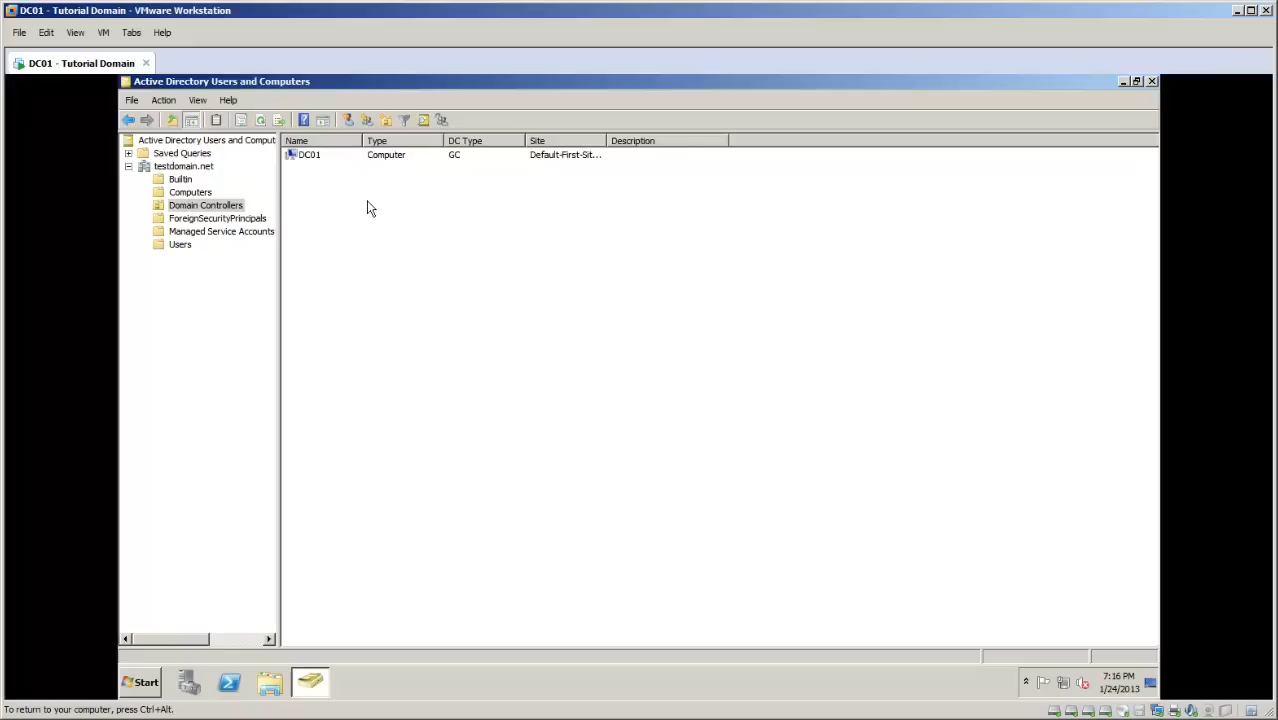 DC01 - Tutorial Domain - VMware Workstation
File Edit View VM Tabs Help
DC01 - Tutorial Domain
Active Directory Users and Computers
File Action View Help
Active Directory Users and Comput
Name Type DC Type Site Description
Saved Queries
DC01 Computer GC Default-First-Sit...
testdomain.net
Builtin
Computers
Domain Controllers
ForeignSecurityPrincipals
Managed Service Accounts
Users
Start
7:16 PM
1/24/2013
To return to your computer, press Ctrl+Alt.